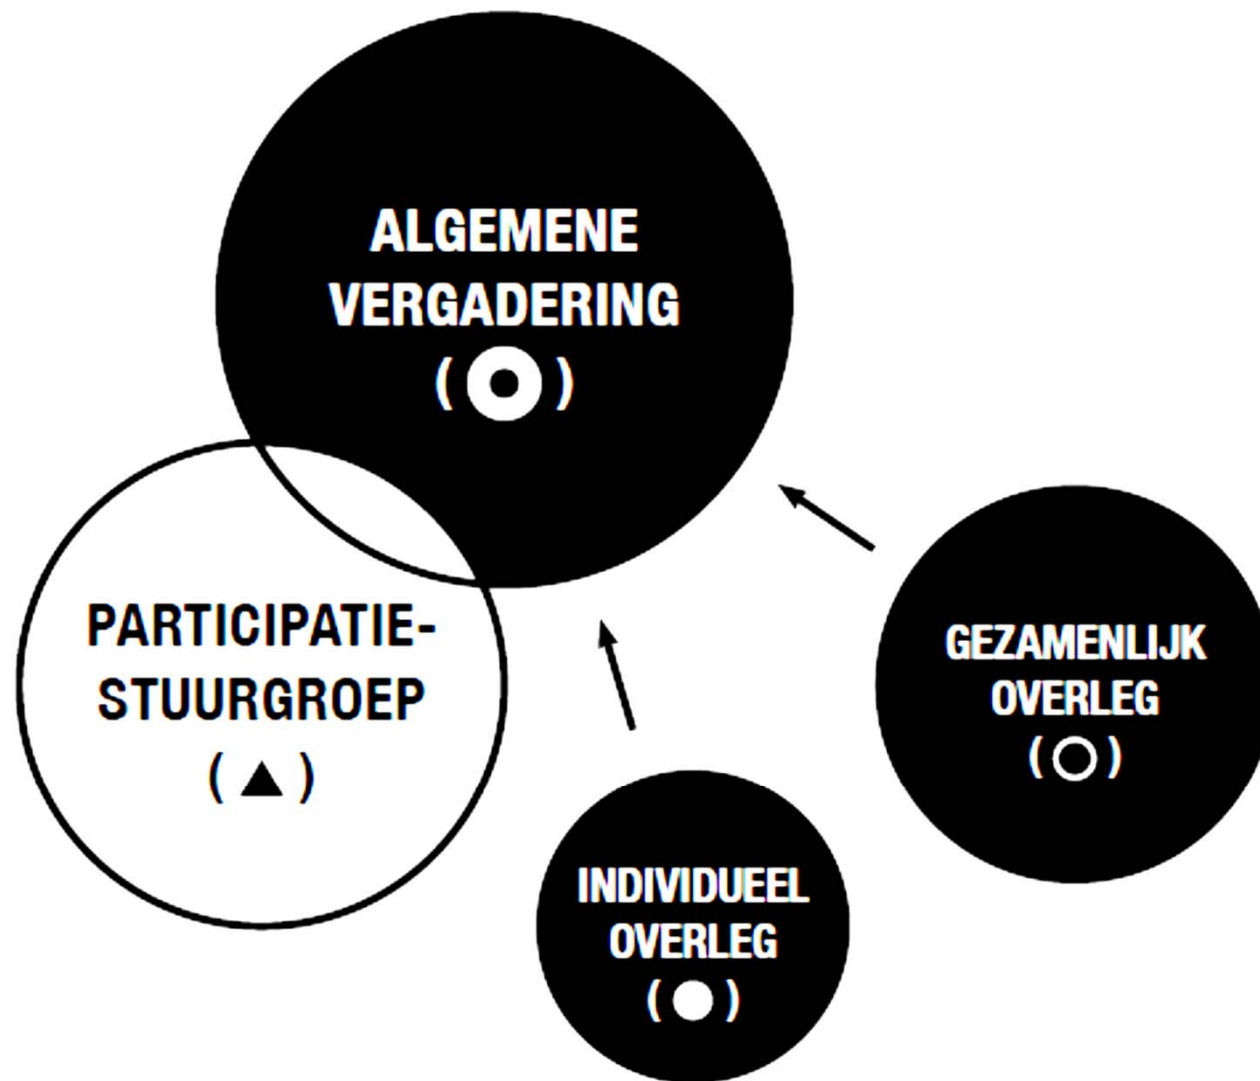 ALGEMENE
VERGADERING
( )
PARTICIPATIE-
STUURGROEP
( ▲ )
GEZAMENLIJK
OVERLEG
( )
INDIVIDUEEL
OVERLEG
( )